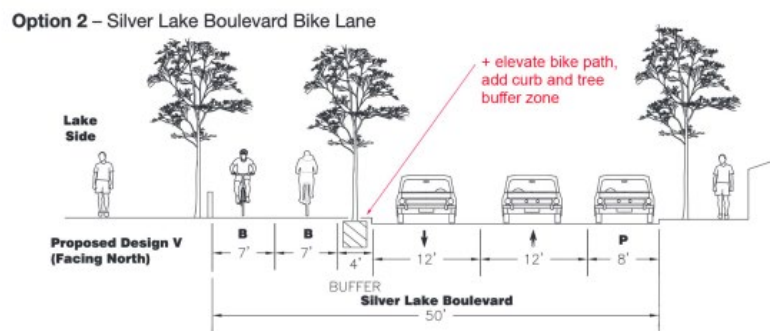 Option 2 – Silver Lake Boulevard Bike Lane
+ elevate bike path,
add curb and tree
buffer zone
Lake
Side
Proposed Design V
(Facing North)
B
B
P
7'
7'
4'
12'
12'
8'
BUFFER
Silver Lake Boulevard
50'